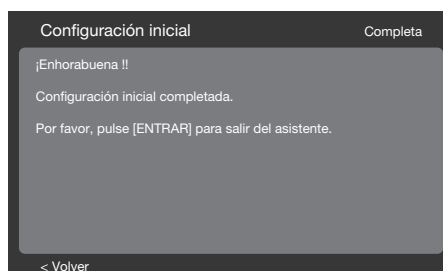 Configuración inicial Completa
¡Enhorabuena !!
Configuración inicial completada.
Por favor, pulse [ENTRAR] para salir del asistente.
< Volver